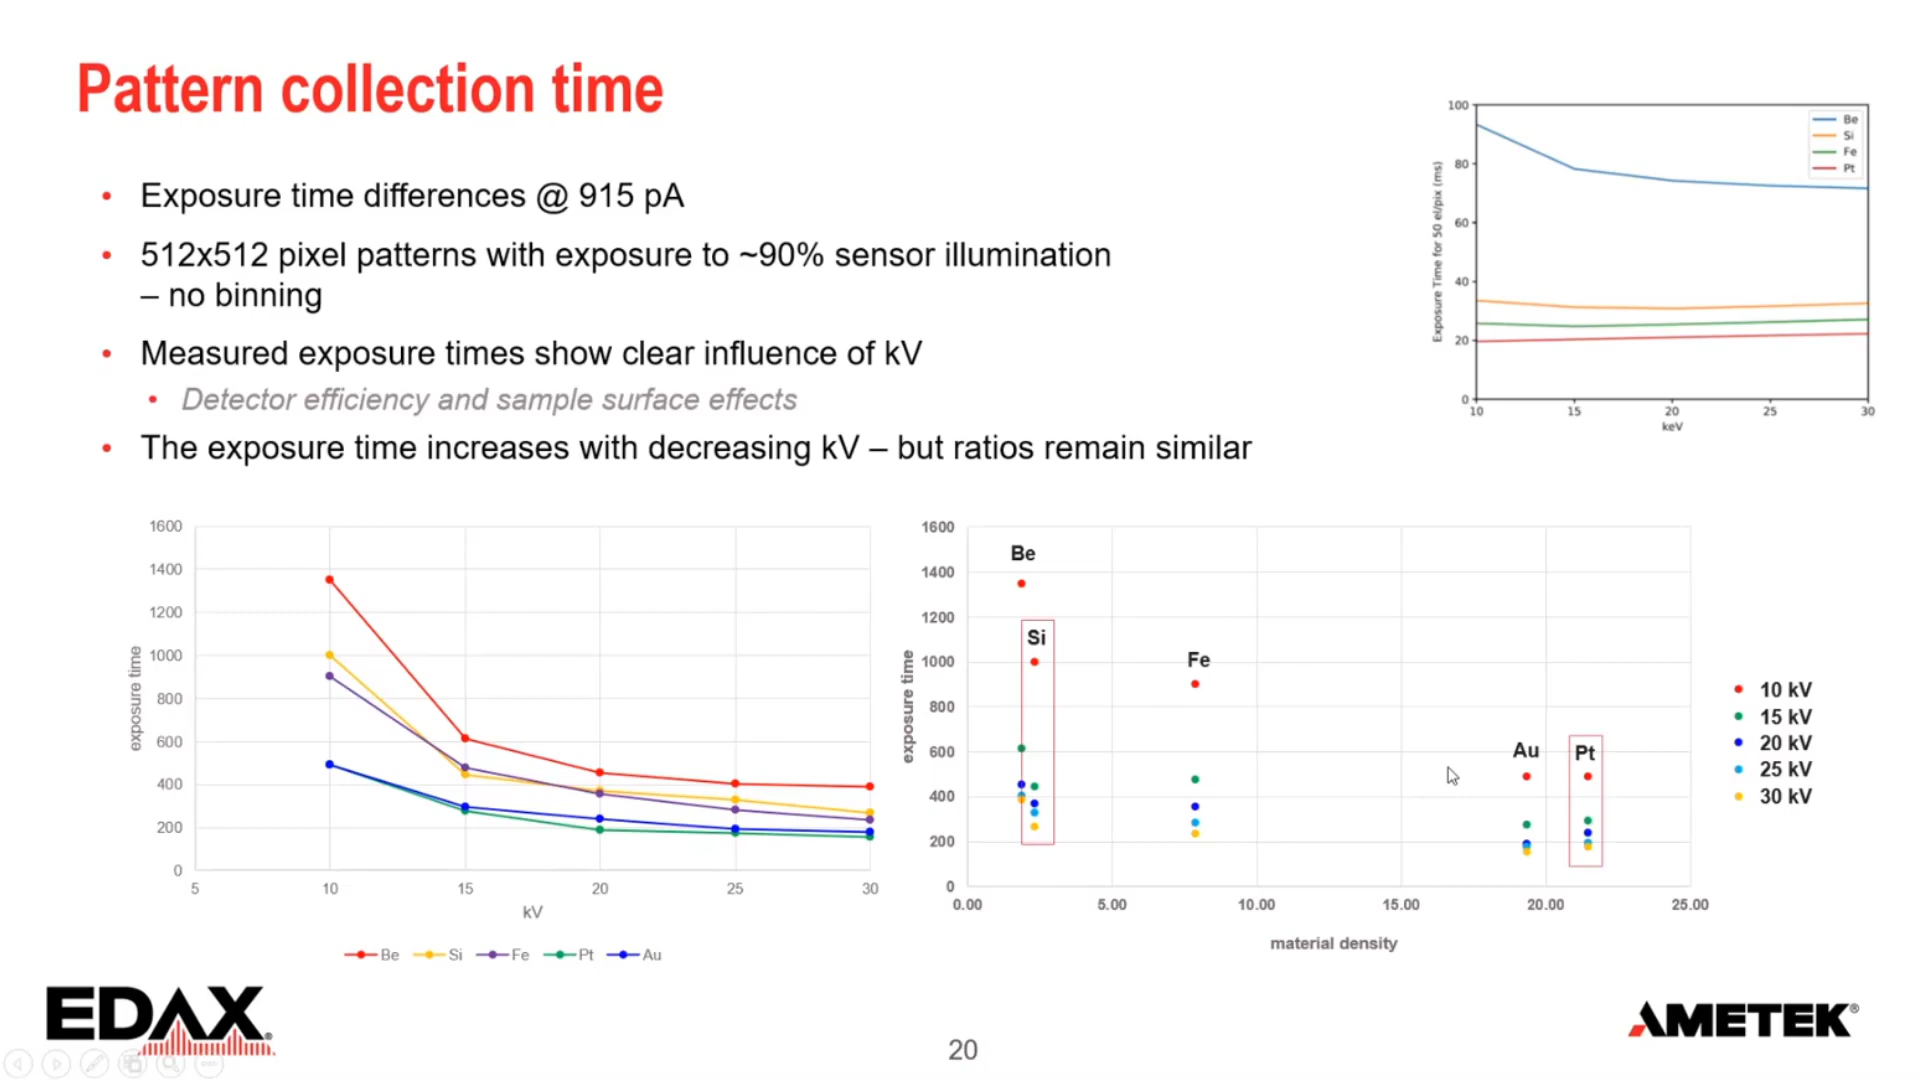 Pattern collection time
• Exposure time differences @ 915 pA
• 512x512 pixel patterns with exposure to ~90% sensor illumination
– no binning
• Measured exposure times show clear influence of kV
• Detector efficiency and sample surface effects
• The exposure time increases with decreasing kV – but ratios remain similar
Exposure Time for 50 el/pix (ms)
100
80
60
40
20
0
10 15 20 25 30
keV
Be
Si
Fe
Pt
exposure time
1600
1400
1200
1000
800
600
400
200
0
5 10 15 20 25 30
kV
Be Si Fe Pt Au
exposure time
1600
1400
1200
1000
800
600
400
200
0
Be
Si
Fe
Au
Pt
0.00 5.00 10.00 15.00 20.00 25.00
material density
10 kV
15 kV
20 kV
25 kV
30 kV
EDAX®
20
AMETEK®